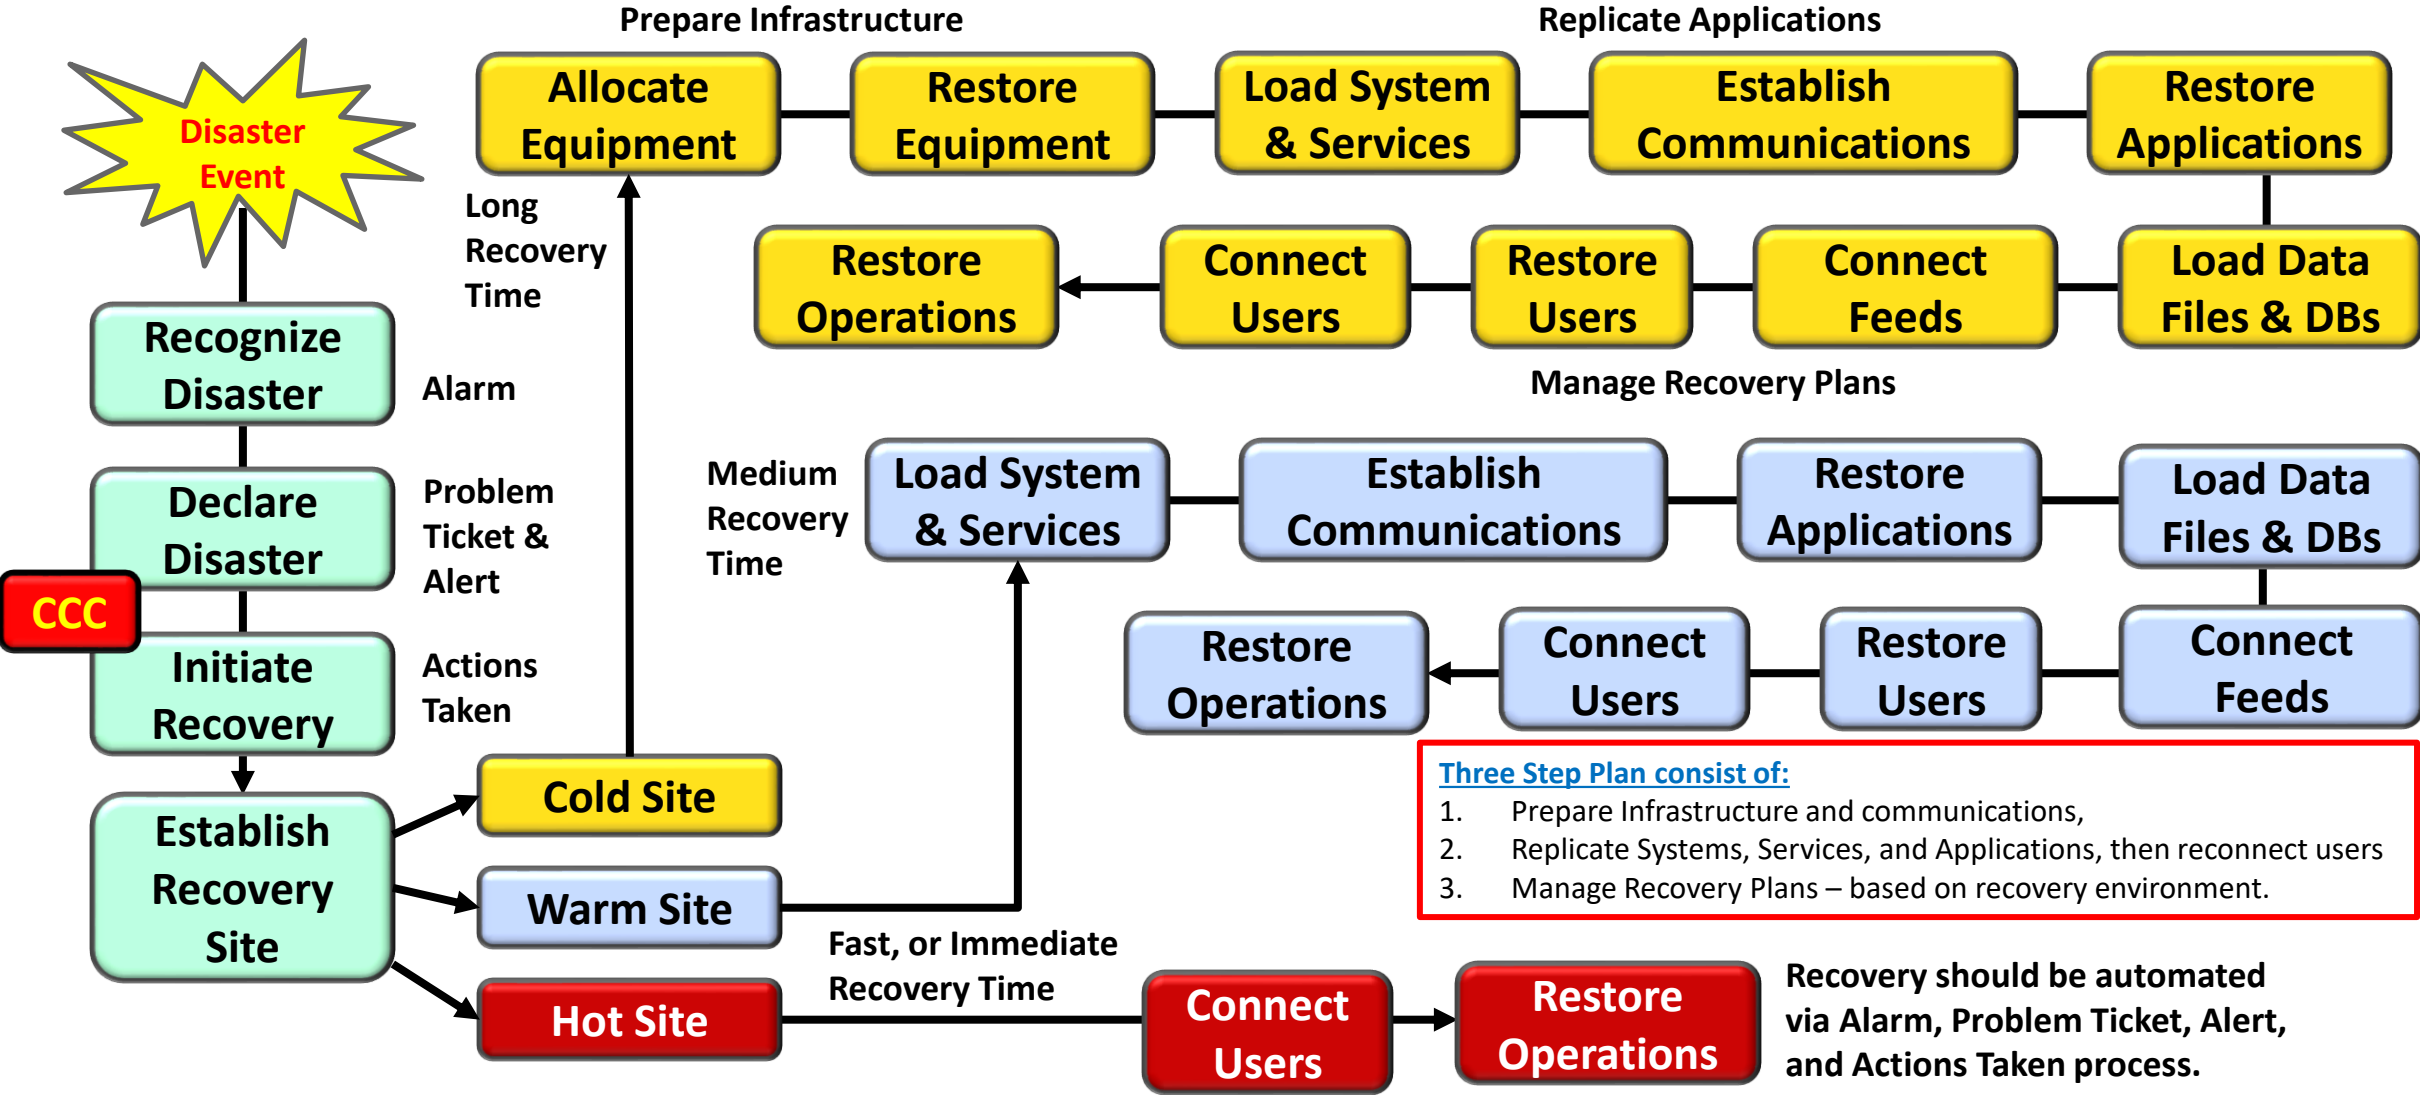 Prepare Infrastructure
Replicate Applications
Disaster
Event
Allocate
Equipment
Restore
Equipment
Load System
& Services
Establish
Communications
Restore
Applications
Long
Recovery
Time
Restore
Operations
Connect
Users
Restore
Users
Connect
Feeds
Load Data
Files & DBs
Manage Recovery Plans
Recognize
Disaster
Alarm
Declare
Disaster
Problem
Ticket &
Alert
CCC
Initiate
Recovery
Actions
Taken
Medium
Recovery
Time
Load System
& Services
Establish
Communications
Restore
Applications
Load Data
Files & DBs
Restore
Operations
Connect
Users
Restore
Users
Connect
Feeds
Establish
Recovery
Site
Cold Site
Warm Site
Hot Site
Three Step Plan consist of:
1. Prepare Infrastructure and communications,
2. Replicate Systems, Services, and Applications, then reconnect users
3. Manage Recovery Plans – based on recovery environment.
Fast, or Immediate
Recovery Time
Connect
Users
Restore
Operations
Recovery should be automated
via Alarm, Problem Ticket, Alert,
and Actions Taken process.